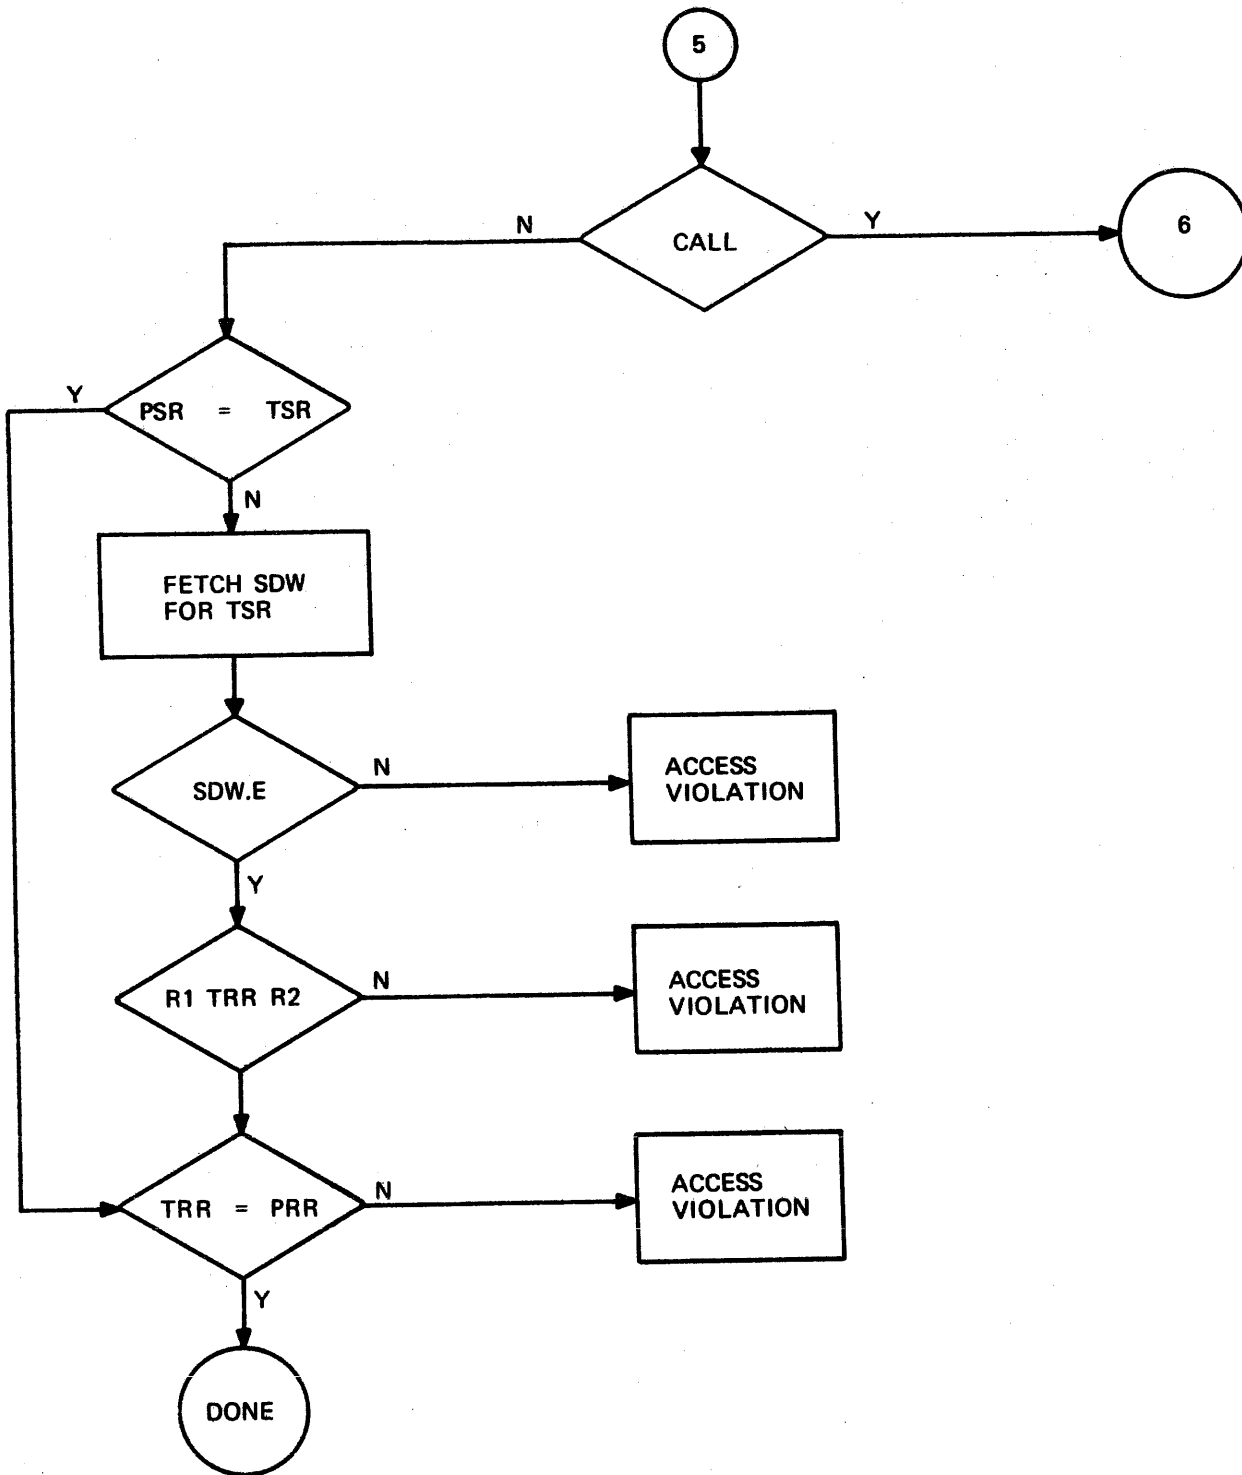 5
N
CALL
Y
6
Y
PSR = TSR
N
FETCH SDW
FOR TSR
SDW.E
N
ACCESS
VIOLATION
Y
R1 TRR R2
N
ACCESS
VIOLATION
TRR = PRR
N
ACCESS
VIOLATION
Y
DONE